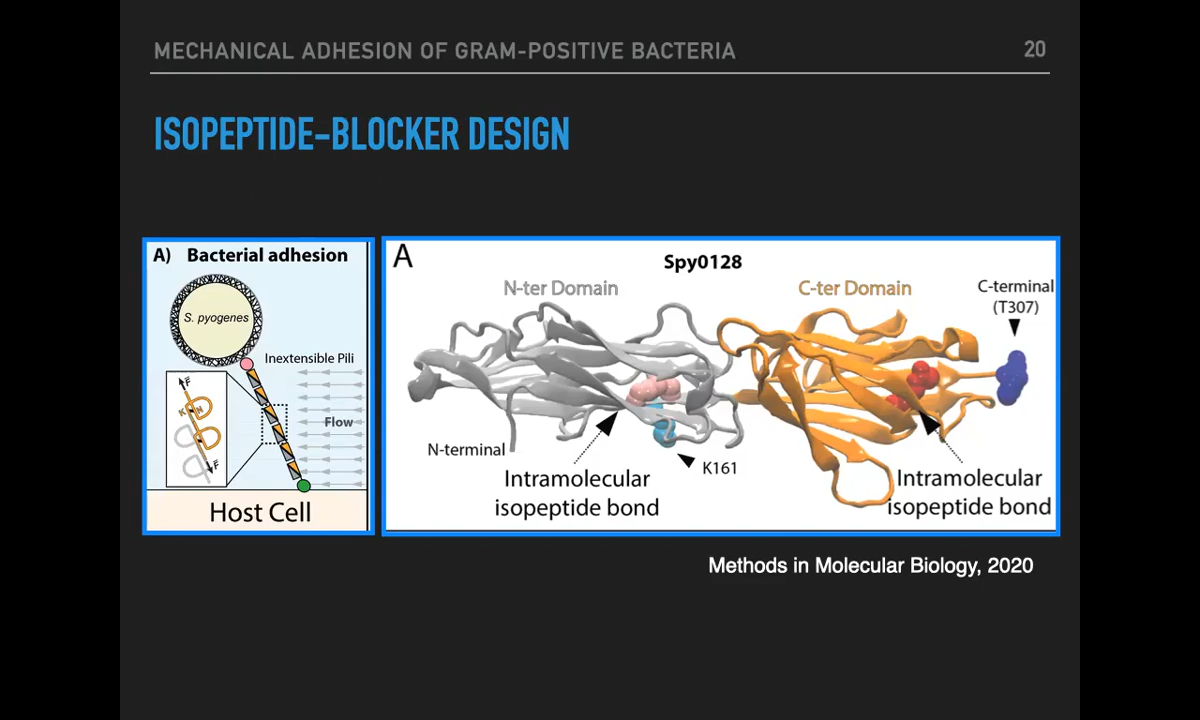 MECHANICAL ADHESION OF GRAM-POSITIVE BACTERIA
20
ISOPEPTIDE-BLOCKER DESIGN
A) Bacterial adhesion
S. pyogenes
Inextensible Pili
F
K N
Flow
F
Host Cell
A
Spy0128
N-ter Domain
C-ter Domain
C-terminal
(T307)
N-terminal
K161
Intramolecular
isopeptide bond
Intramolecular
isopeptide bond
Methods in Molecular Biology, 2020